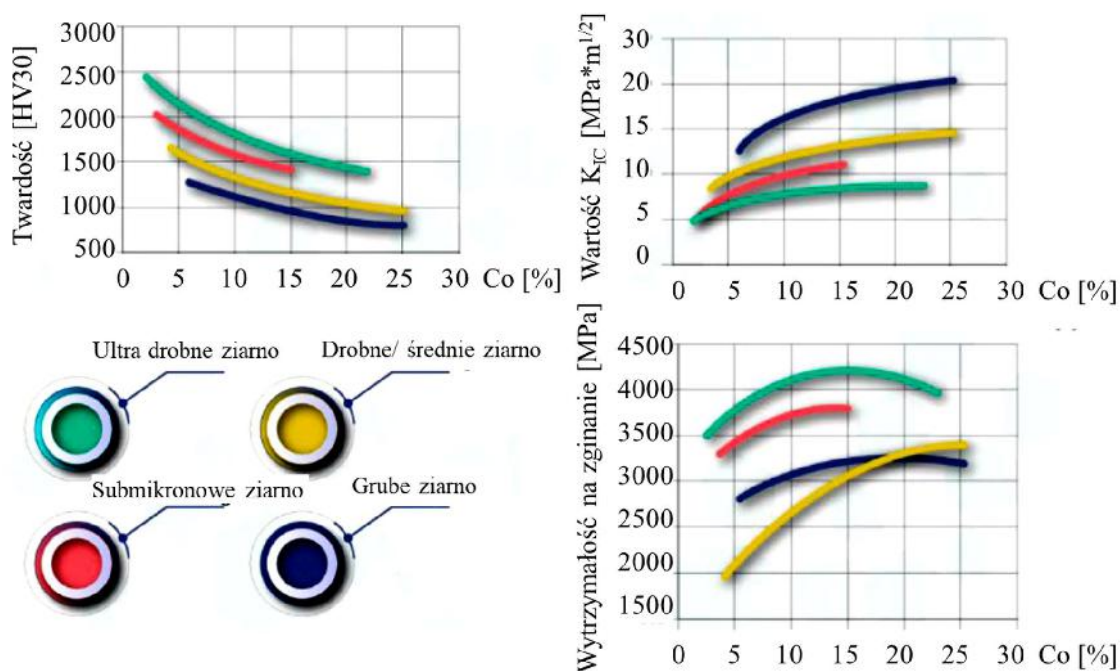 Twardość [HV30]
3000
2500
2000
1500
1000
500
0 5 10 15 20 25 30 Co [%]
Wartość K_IC [MPa*m^1/2]
30
25
20
15
10
5
0
0 5 10 15 20 25 30 Co [%]
Ultra drobne ziarno
Drobne/ średnie ziarno
Submikronowe ziarno
Grube ziarno
Wytrzymałość na zginanie [MPa]
4500
4000
3500
3000
2500
2000
1500
0 5 10 15 20 25 30 Co [%]